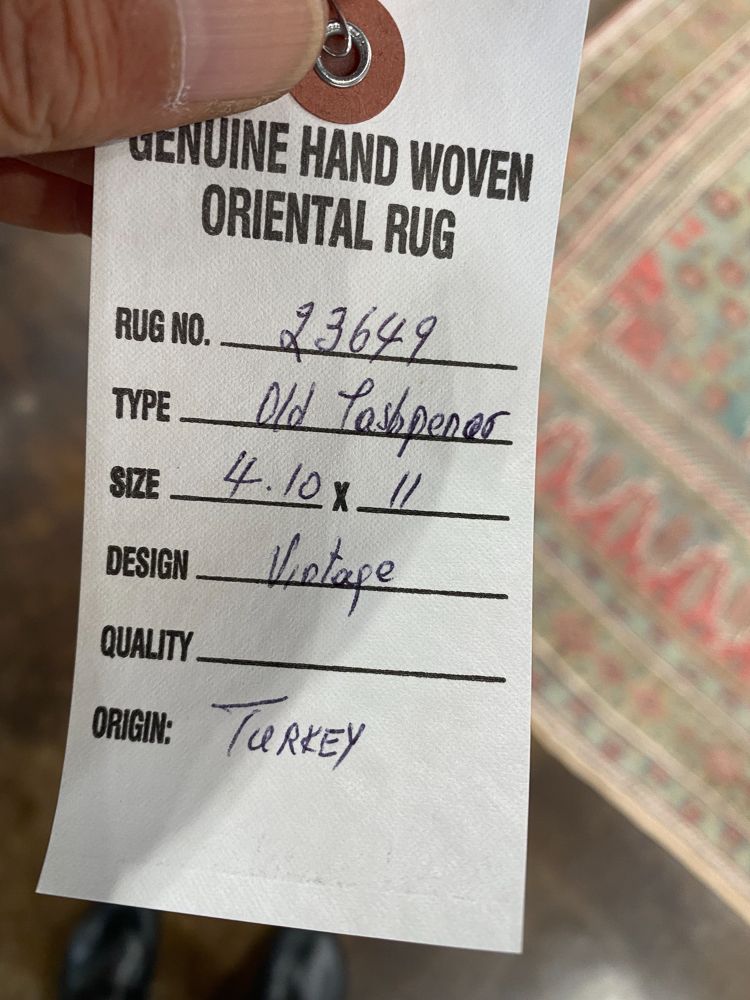 GENUINE HAND WOVEN
ORIENTAL RUG
RUG NO. 23649
TYPE Old Tashpenar
SIZE 4.10 X 11
DESIGN Vintage
QUALITY
ORIGIN: TURKEY